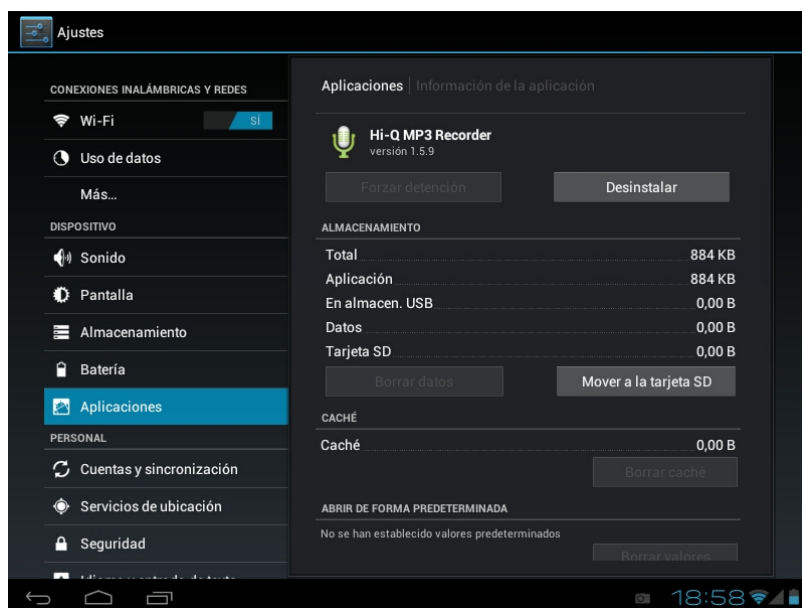 Ajustes
CONEXIONES INALÁMBRICAS Y REDES
Wi-Fi SÍ
Uso de datos
Más...
DISPOSITIVO
Sonido
Pantalla
Almacenamiento
Batería
Aplicaciones
PERSONAL
Cuentas y sincronización
Servicios de ubicación
Seguridad
Aplicaciones Información de la aplicación
Hi-Q MP3 Recorder
versión 1.5.9
Forzar detención Desinstalar
ALMACENAMIENTO
Total 884 KB
Aplicación 884 KB
En almacen. USB 0,00 B
Datos 0,00 B
Tarjeta SD 0,00 B
Borrar datos Mover a la tarjeta SD
CACHÉ
Caché 0,00 B
Borrar caché
ABRIR DE FORMA PREDETERMINADA
No se han establecido valores predeterminados
Borrar valores
18:58